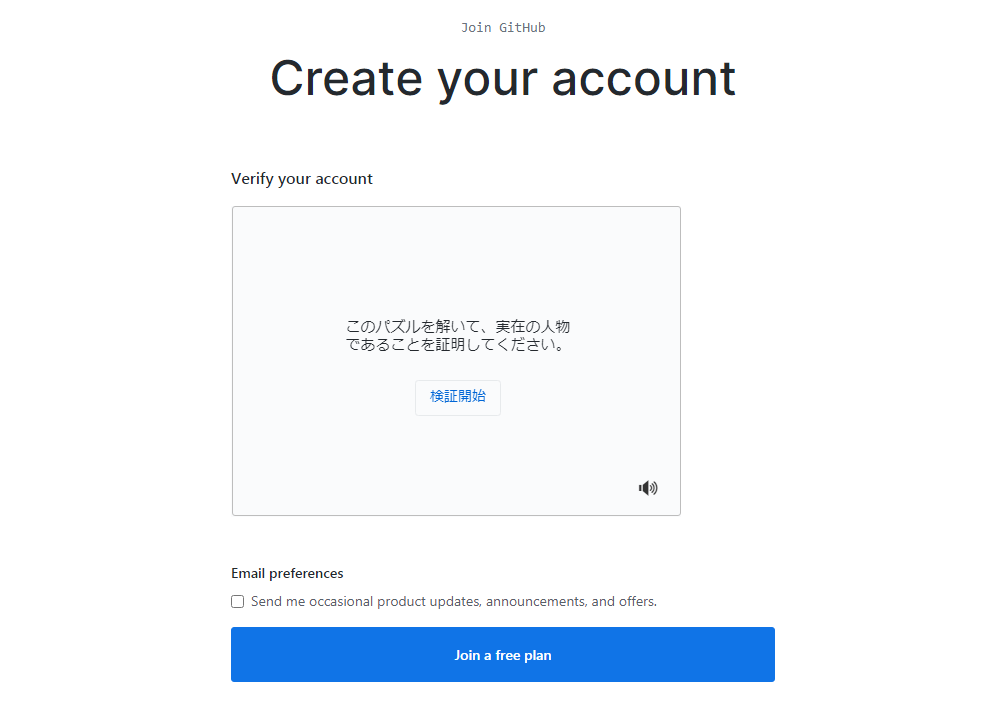 Join GitHub
Create your account
Verify your account
このパズルを解いて、実在の人物
であることを証明してください。
検証開始
Email preferences
Send me occasional product updates, announcements, and offers.
Join a free plan